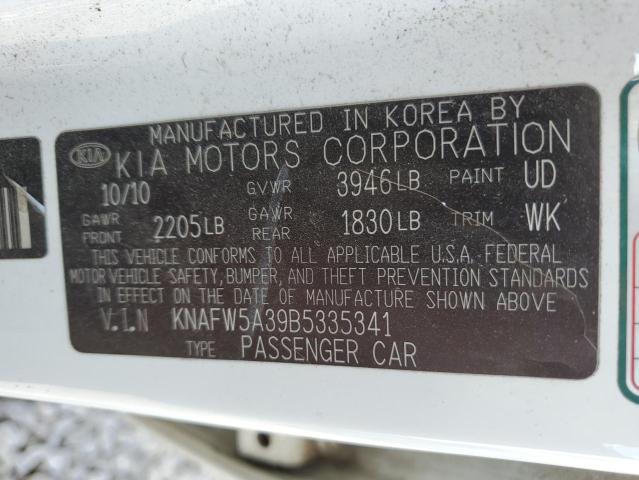 MANUFACTURED IN KOREA BY
KIA KIA MOTORS CORPORATION
10/10 GVWR 3946LB PAINT UD
GAWR FRONT 2205LB GAWR REAR 1830LB TRIM WK
THIS VEHICLE CONFORMS TO ALL APPLICABLE U.S.A. FEDERAL
MOTOR VEHICLE SAFETY, BUMPER, AND THEFT PREVENTION STANDARDS
IN EFFECT ON THE DATE OF MANUFACTURE SHOWN ABOVE
V.I.N KNAFW5A39B5335341
TYPE PASSENGER CAR